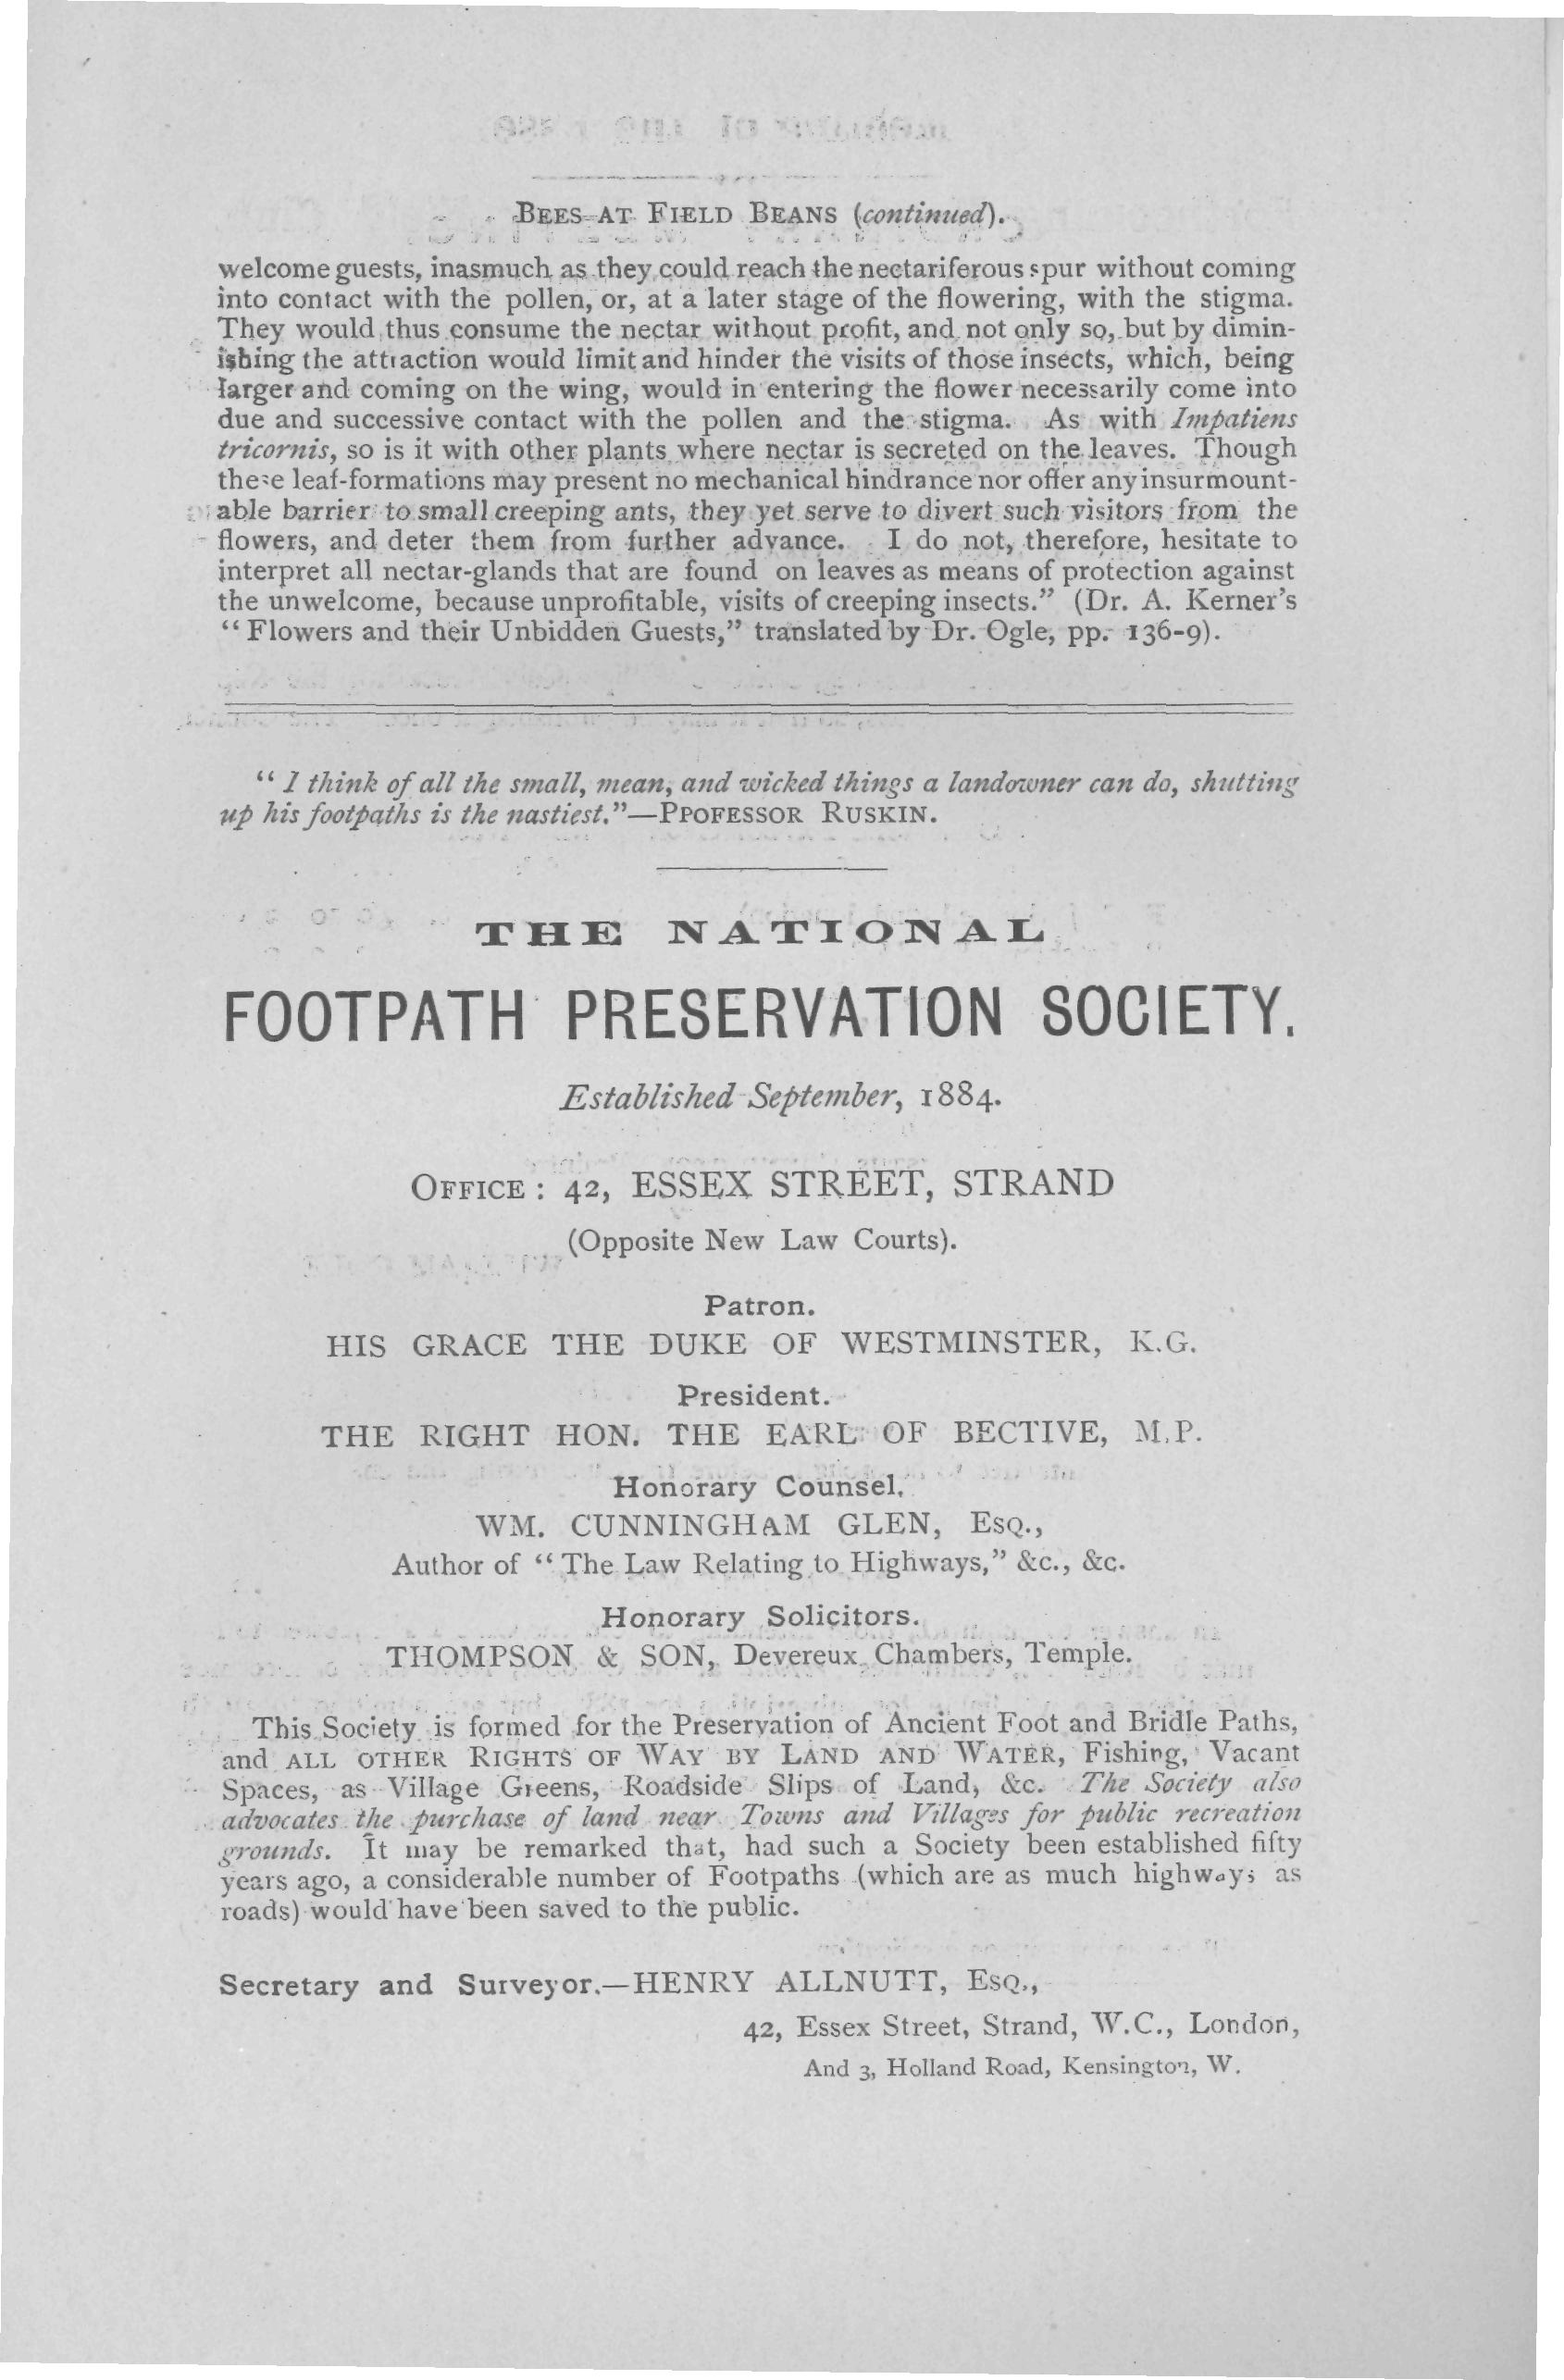 BEES AT FIELD BEANS (continued).
welcome guests, inasmuch as they could reach the nectariferous spur without coming
into contact with the pollen, or, at a later stage of the flowering, with the stigma.
They would thus consume the nectar without profit, and not only so, but by dimin-
ishing the attraction would limit and hinder the visits of those insects, which, being
larger and coming on the wing, would in entering the flower necessarily come into
due and successive contact with the pollen and the stigma. As with Impatiens
tricornis, so is it with other plants where nectar is secreted on the leaves. Though
these leaf-formations may present no mechanical hindrance nor offer any insurmount-
able barrier to small creeping ants, they yet serve to divert such visitors from the
flowers, and deter them from further advance. I do not, therefore, hesitate to
interpret all nectar-glands that are found on leaves as means of protection against
the unwelcome, because unprofitable, visits of creeping insects.” (Dr. A. Kerner’s
“Flowers and their Unbidden Guests,” translated by Dr. Ogle, pp. 136-9).
“I think of all the small, mean, and wicked things a landowner can do, shutting
up his footpaths is the nastiest.”—PPOFESSOR RUSKIN.
THE NATIONAL
FOOTPATH PRESERVATION SOCIETY.
Established September, 1884.
OFFICE: 42, ESSEX STREET, STRAND
(Opposite New Law Courts).
Patron.
HIS GRACE THE DUKE OF WESTMINSTER, K.G.
President.
THE RIGHT HON. THE EARL OF BECTIVE, M.P.
Honorary Counsel.
WM. CUNNINGHAM GLEN, ESQ.,
Author of “The Law Relating to Highways,” &c., &c.
Honorary Solicitors.
THOMPSON & SON, Devereux Chambers, Temple.
This Society is formed for the Preservation of Ancient Foot and Bridle Paths,
and ALL OTHER RIGHTS OF WAY BY LAND AND WATER, Fishing, Vacant
Spaces, as Village Greens, Roadside Slips of Land, &c. The Society also
advocates the purchase of land near Towns and Villages for public recreation
grounds. It may be remarked that, had such a Society been established fifty
years ago, a considerable number of Footpaths (which are as much highways as
roads) would have been saved to the public.
Secretary and Surveyor.—HENRY ALLNUTT, ESQ.,
42, Essex Street, Strand, W.C., London,
And 3, Holland Road, Kensington, W.